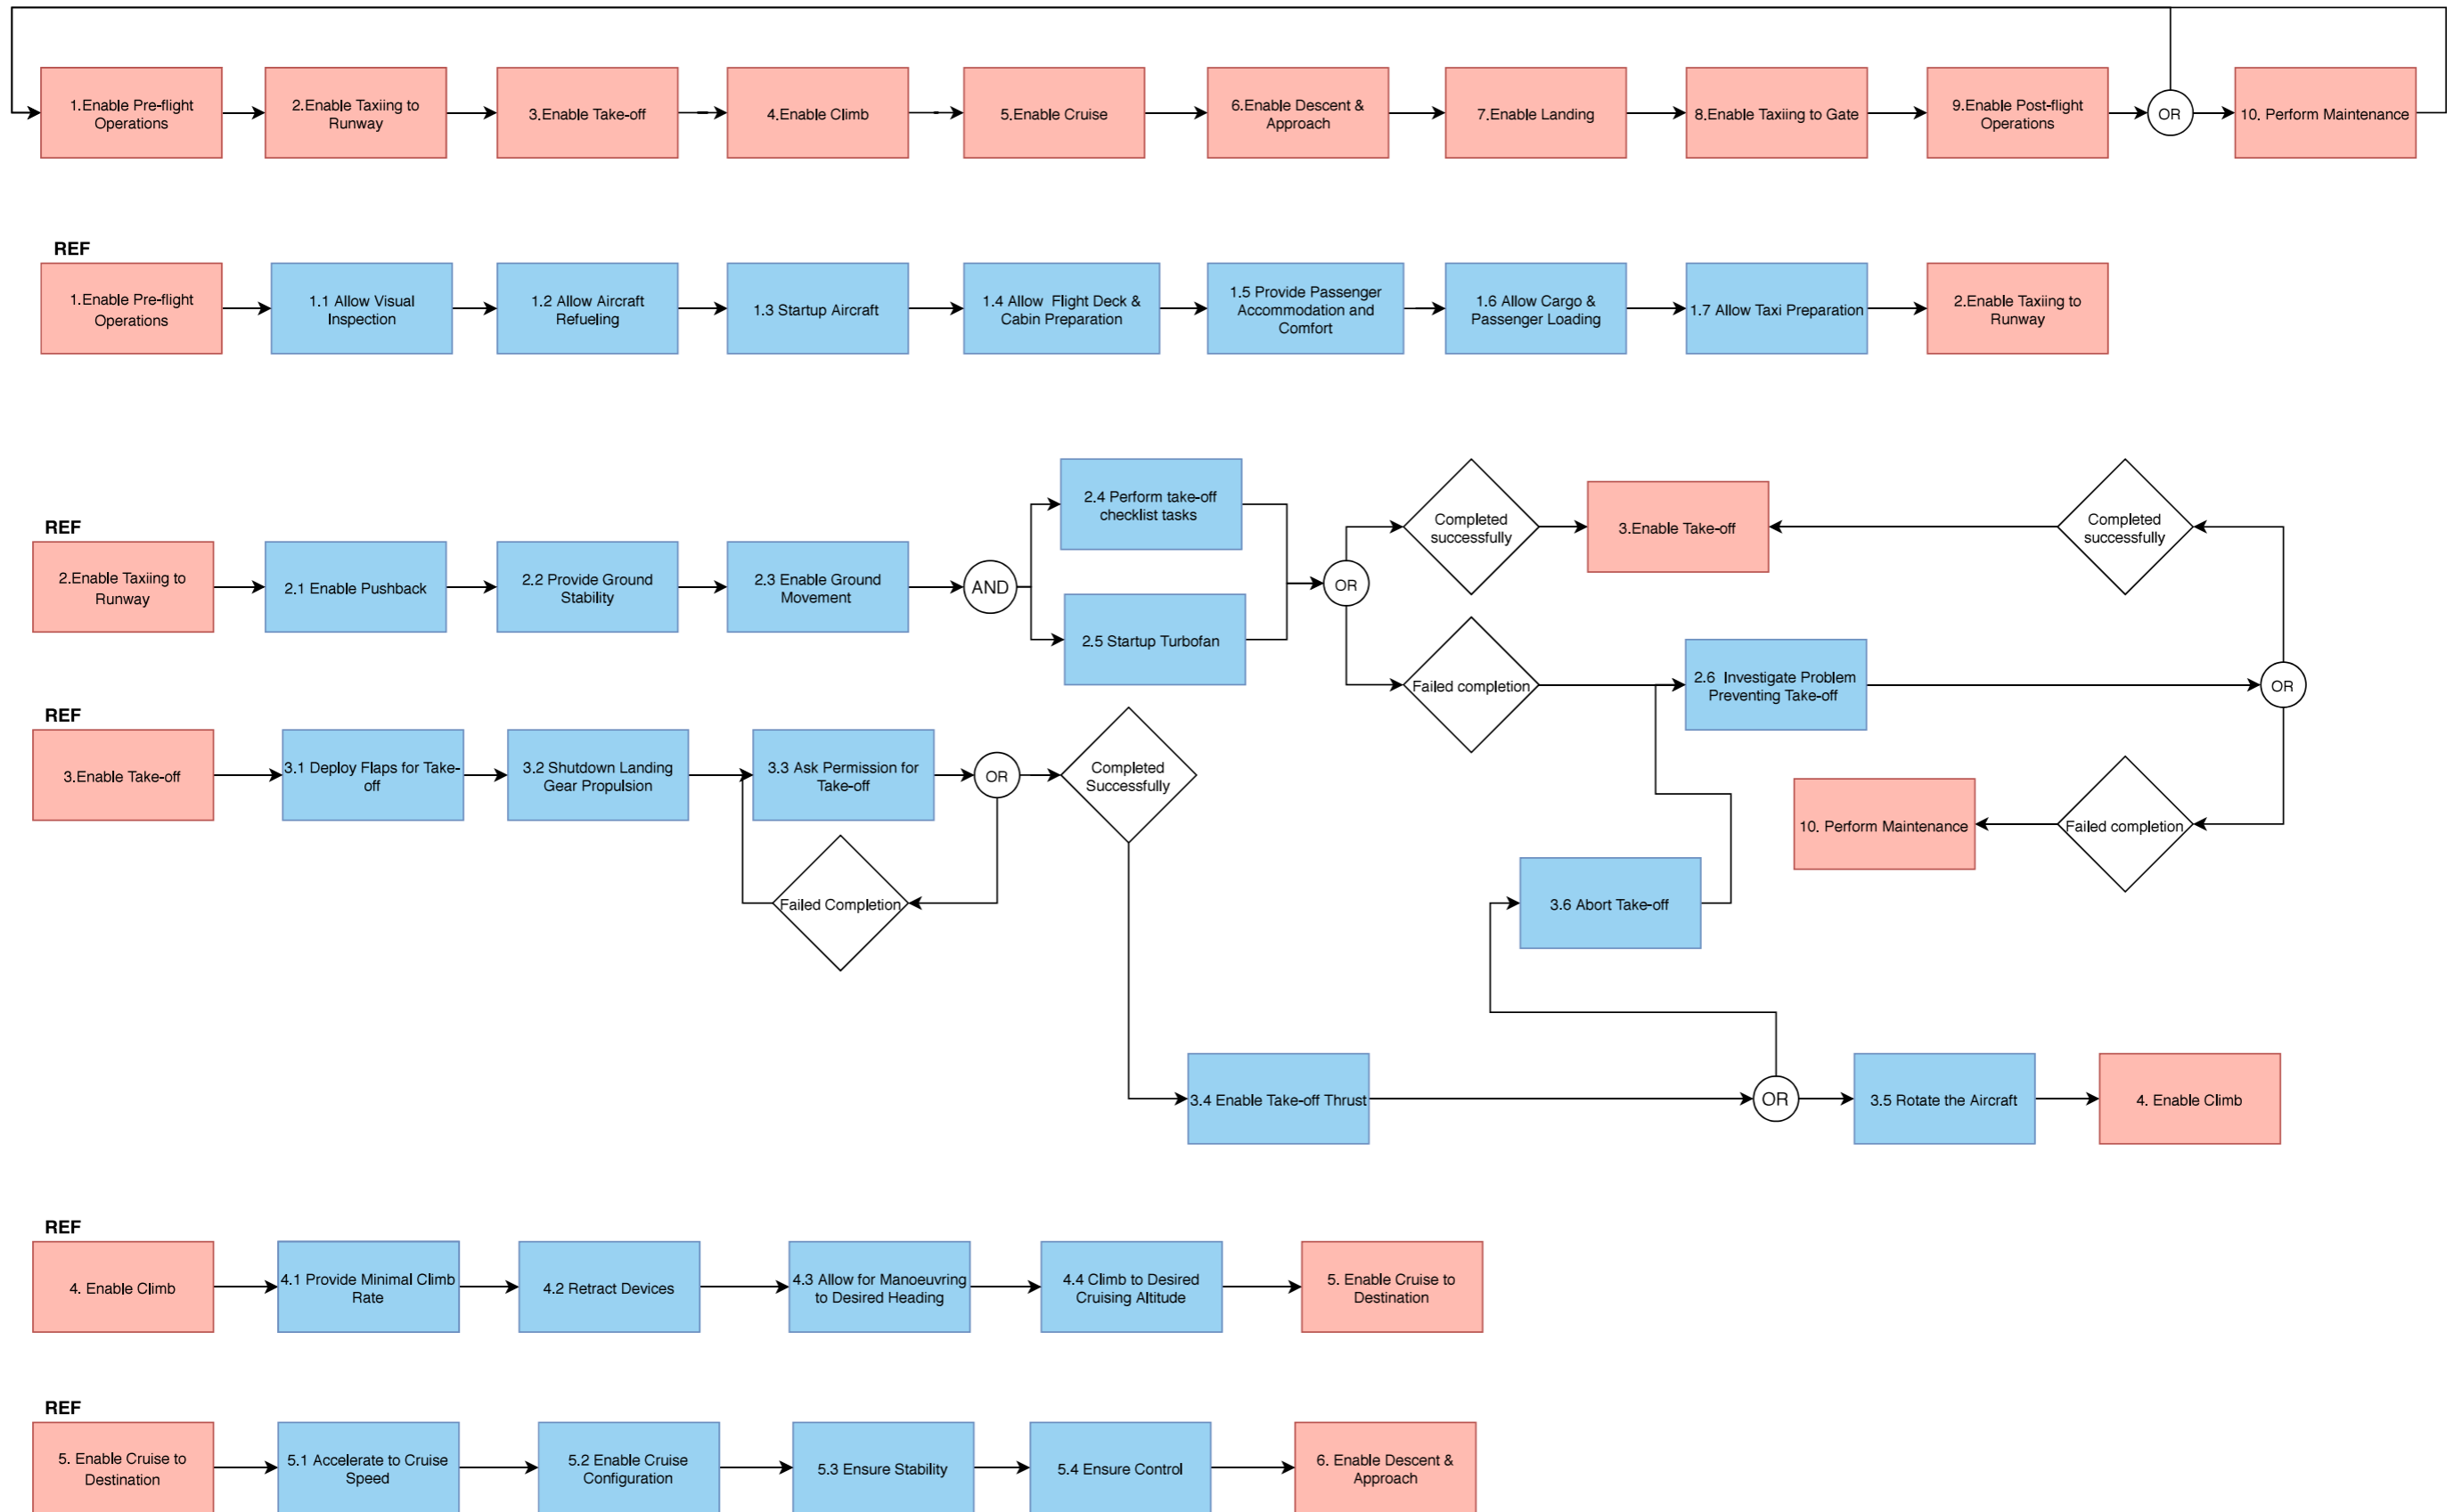 1.Enable Pre-flight
Operations
2.Enable Taxiing to
Runway
3.Enable Take-off
4.Enable Climb
5.Enable Cruise
6.Enable Descent &
Approach
7.Enable Landing
8.Enable Taxiing to Gate
9.Enable Post-flight
Operations
OR
10. Perform Maintenance
REF
1.Enable Pre-flight
Operations
1.1 Allow Visual
Inspection
1.2 Allow Aircraft
Refueling
1.3 Startup Aircraft
1.4 Allow Flight Deck &
Cabin Preparation
1.5 Provide Passenger
Accommodation and
Comfort
1.6 Allow Cargo &
Passenger Loading
1.7 Allow Taxi Preparation
2.Enable Taxiing to
Runway
REF
2.Enable Taxiing to
Runway
2.1 Enable Pushback
2.2 Provide Ground
Stability
2.3 Enable Ground
Movement
AND
2.4 Perform take-off
checklist tasks
2.5 Startup Turbofan
OR
Completed
successfully
3.Enable Take-off
Completed
successfully
Failed completion
2.6 Investigate Problem
Preventing Take-off
OR
10. Perform Maintenance
Failed completion
REF
3.Enable Take-off
3.1 Deploy Flaps for Take-
off
3.2 Shutdown Landing
Gear Propulsion
3.3 Ask Permission for
Take-off
OR
Completed
Successfully
Failed Completion
3.6 Abort Take-off
3.4 Enable Take-off Thrust
OR
3.5 Rotate the Aircraft
4. Enable Climb
REF
4. Enable Climb
4.1 Provide Minimal Climb
Rate
4.2 Retract Devices
4.3 Allow for Manoeuvring
to Desired Heading
4.4 Climb to Desired
Cruising Altitude
5. Enable Cruise to
Destination
REF
5. Enable Cruise to
Destination
5.1 Accelerate to Cruise
Speed
5.2 Enable Cruise
Configuration
5.3 Ensure Stability
5.4 Ensure Control
6. Enable Descent &
Approach